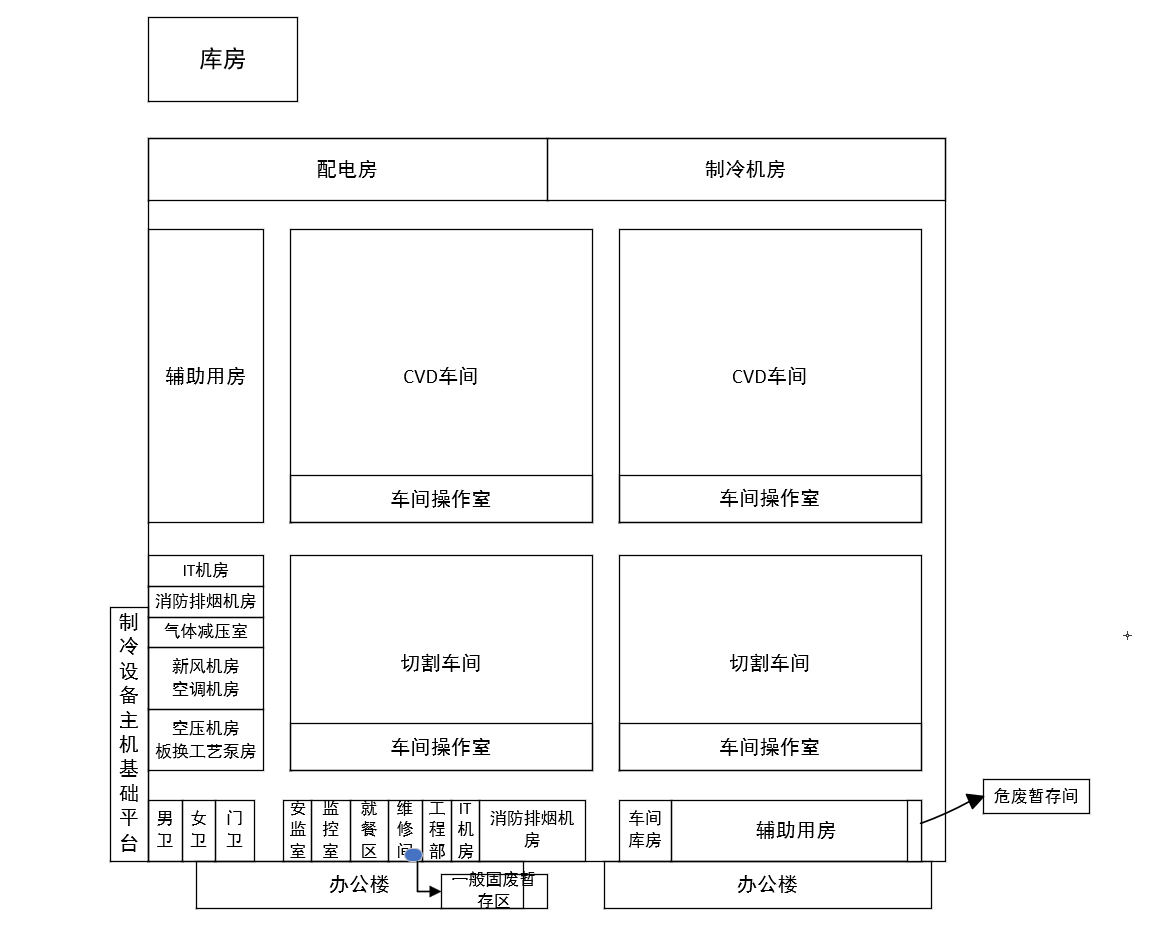 库房
配电房
制冷机房
辅助用房
CVD车间
CVD车间
车间操作室
车间操作室
IT机房
消防排烟机房
气体减压室
新风机房
空调机房
空压机房
板换工艺泵房
制冷设备主机基础平台
切割车间
切割车间
车间操作室
车间操作室
男卫
女卫
门卫
安监室
监控室
就餐区
维修间
工程部
IT机房
消防排烟机
房
车间
库房
辅助用房
危废暂存间
办公楼
一般固废暂
存区
办公楼